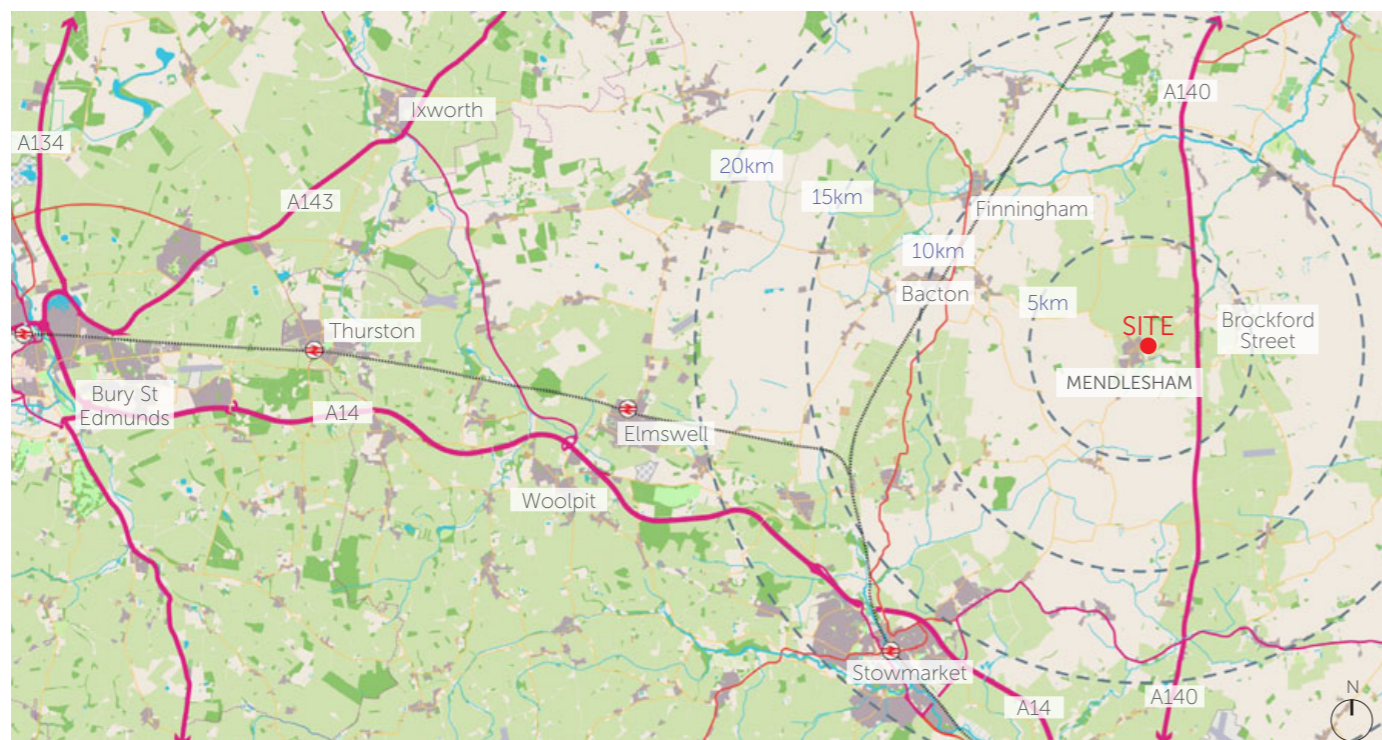 Ixworth
A140
A134
20km
15km
A143
Finningham
10km
Bacton
5km
SITE
Brockford
Street
Thurston
MENDLESHAM
Bury St
Edmunds
A14
Elmswell
Woolpit
Stowmarket
A140
A14
N